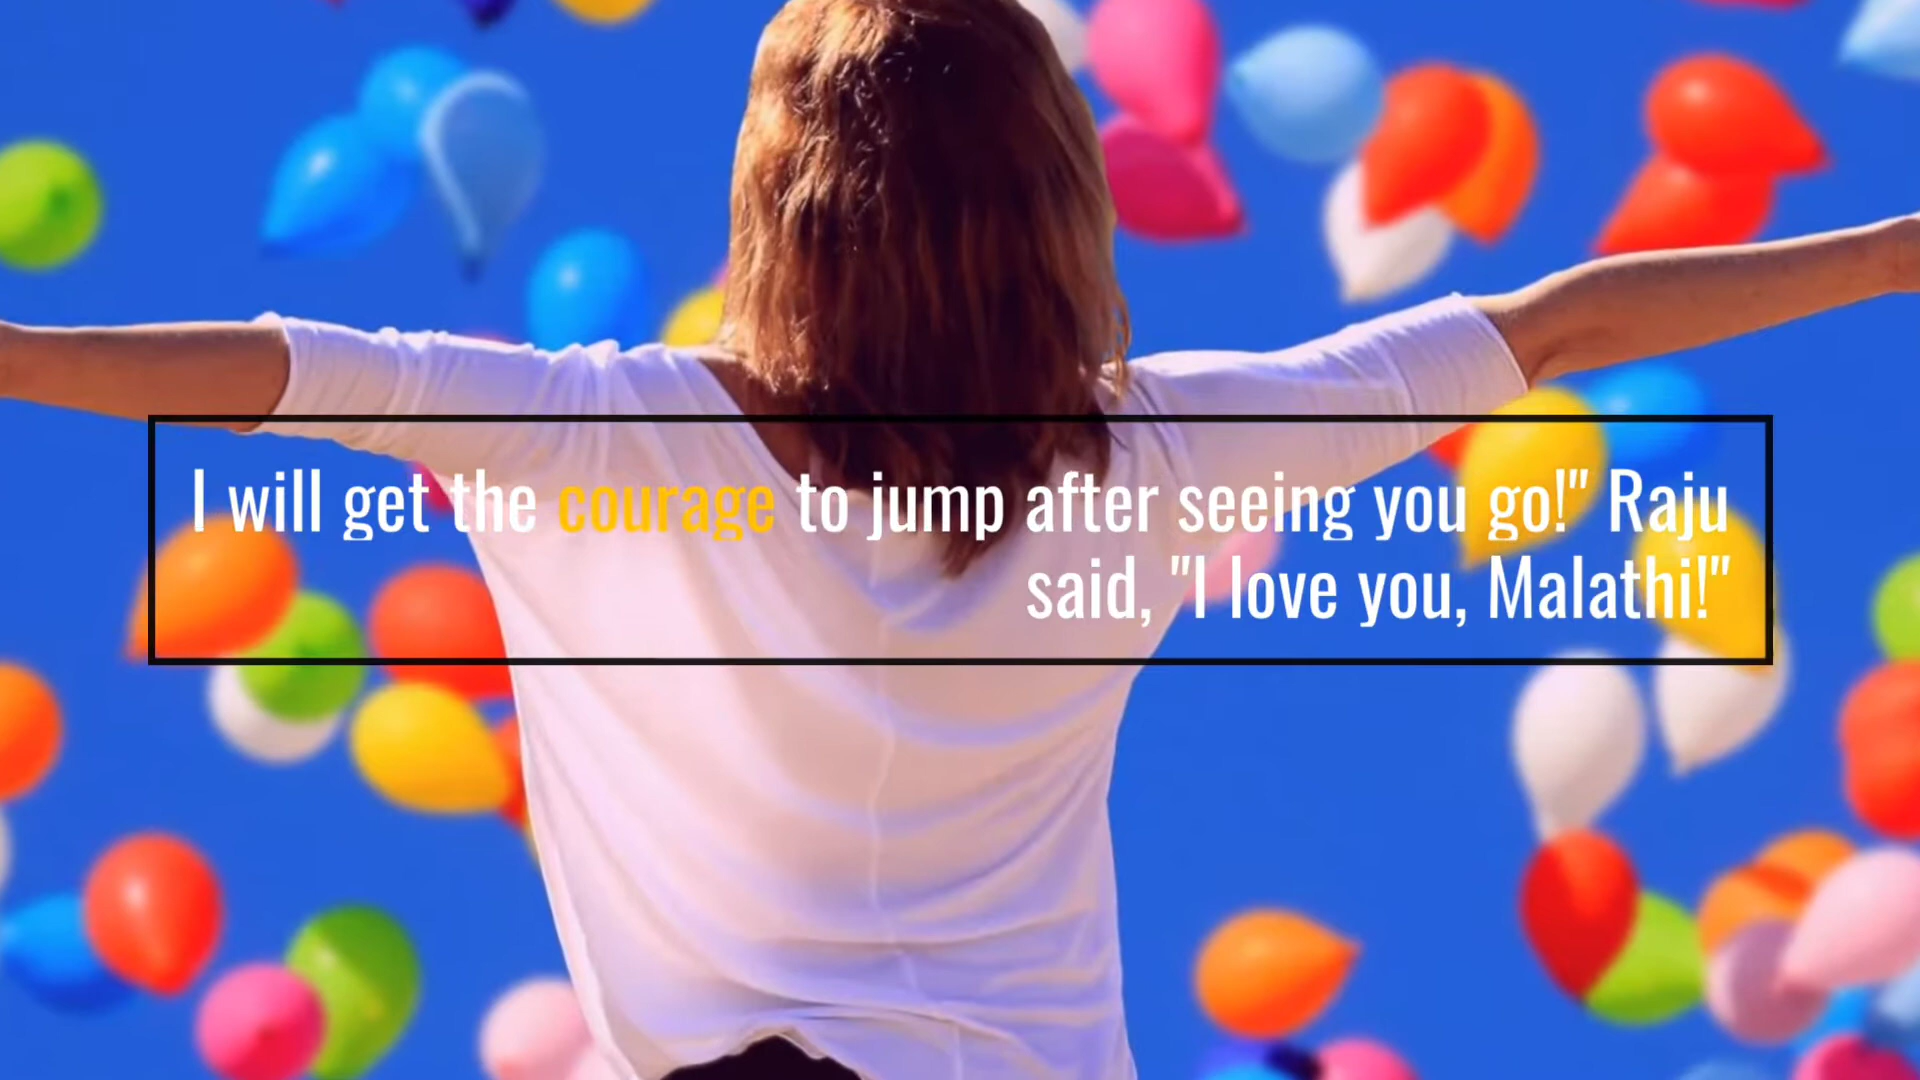 I will get the courage to jump after seeing you go!" Raju
said, "I love you, Malathi!"